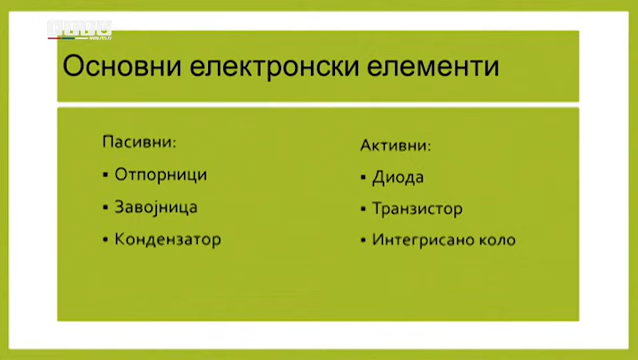 Основни електронски елементи
Пасивни:
▪ Отпорници
▪ Завојница
▪ Кондензатор
Активни:
▪ Диода
▪ Транзистор
▪ Интегрисано коло